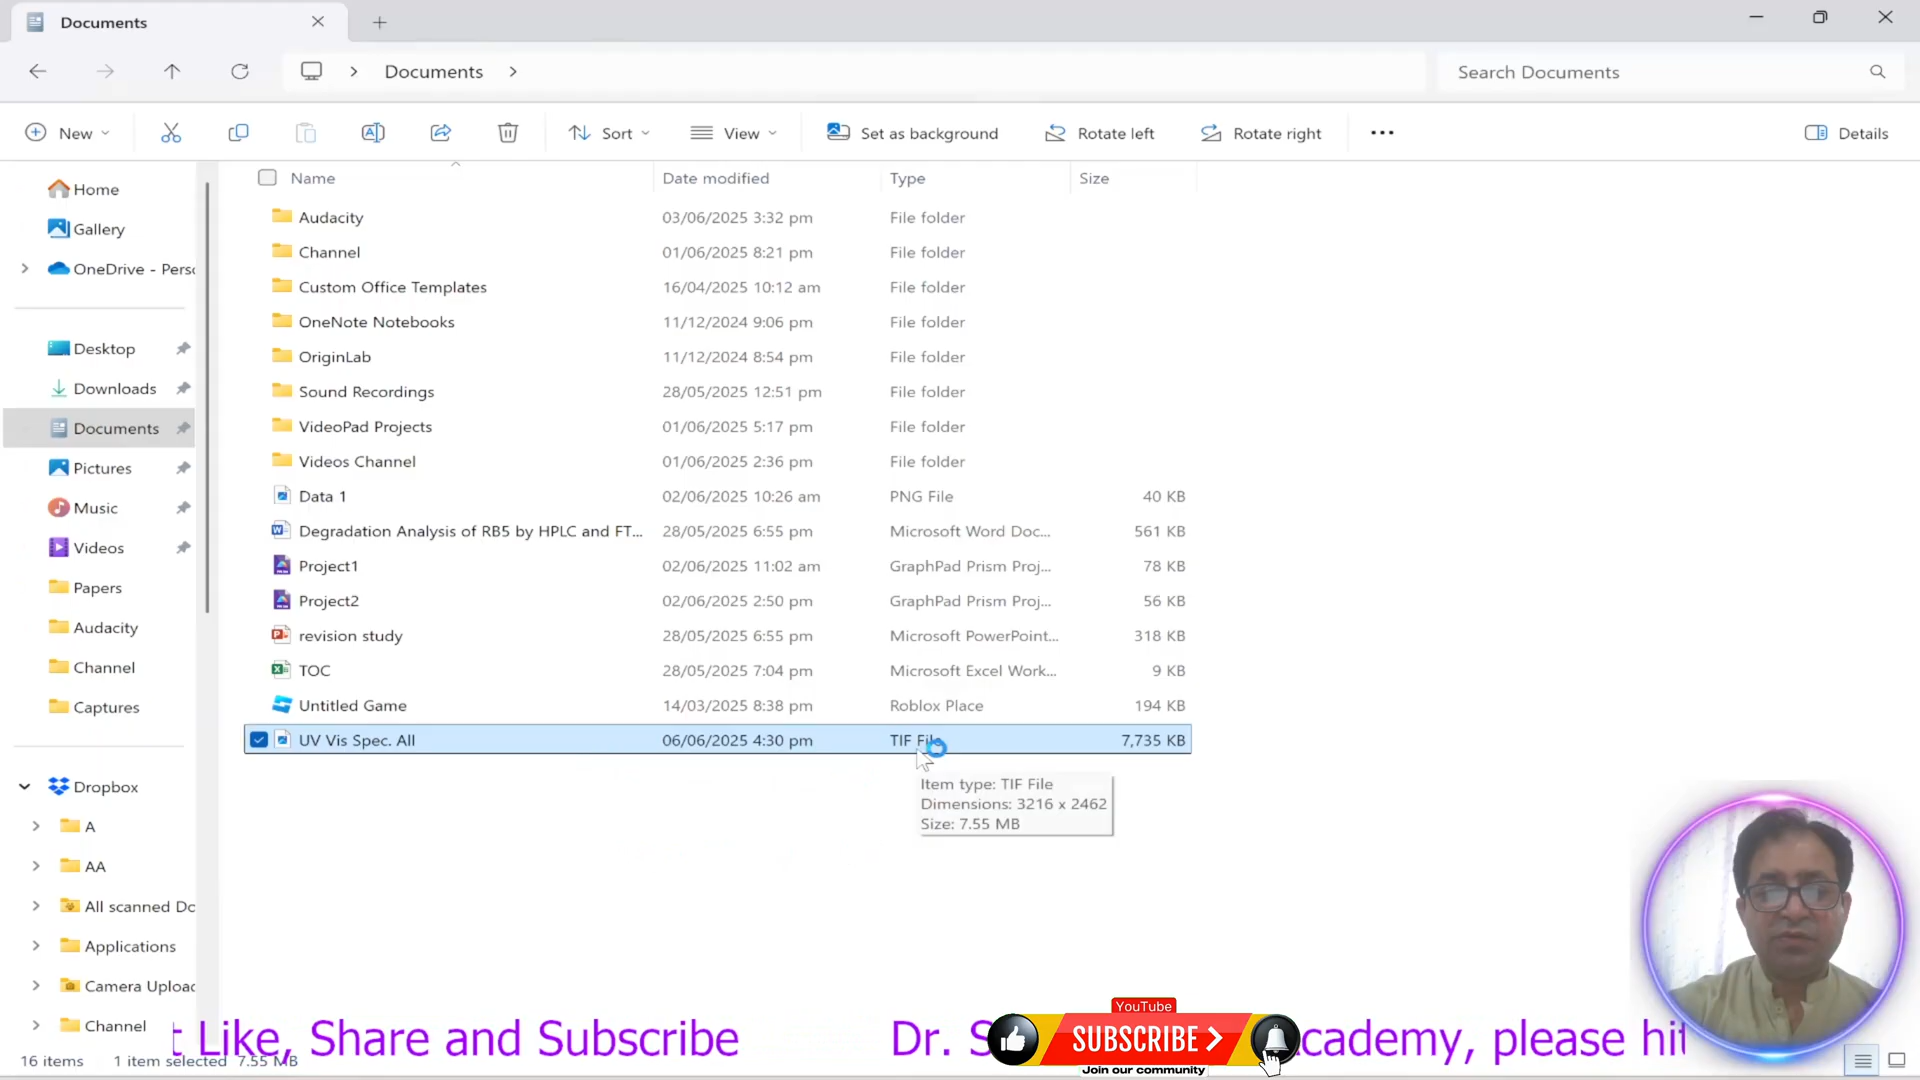 Documents
Documents
Search Documents
New
Sort
View
Set as background
Rotate left
Rotate right
Details
Name Date modified Type Size
Home
Gallery
OneDrive - Persc
Desktop
Downloads
Documents
Pictures
Music
Videos
Papers
Audacity
Channel
Captures
Dropbox
A
AA
All scanned Dc
Applications
Camera Uploac
Channel
Audacity 03/06/2025 3:32 pm File folder
Channel 01/06/2025 8:21 pm File folder
Custom Office Templates 16/04/2025 10:12 am File folder
OneNote Notebooks 11/12/2024 9:06 pm File folder
OriginLab 11/12/2024 8:54 pm File folder
Sound Recordings 28/05/2025 12:51 pm File folder
VideoPad Projects 01/06/2025 5:17 pm File folder
Videos Channel 01/06/2025 2:36 pm File folder
Data 1 02/06/2025 10:26 am PNG File 40 KB
Degradation Analysis of RB5 by HPLC and FT... 28/05/2025 6:55 pm Microsoft Word Doc... 561 KB
Project1 02/06/2025 11:02 am GraphPad Prism Proj... 78 KB
Project2 02/06/2025 2:50 pm GraphPad Prism Proj... 56 KB
revision study 28/05/2025 6:55 pm Microsoft PowerPoint... 318 KB
TOC 28/05/2025 7:04 pm Microsoft Excel Work... 9 KB
Untitled Game 14/03/2025 8:38 pm Roblox Place 194 KB
UV Vis Spec. All 06/06/2025 4:30 pm TIF File 7,735 KB
Item type: TIF File
Dimensions: 3216 x 2462
Size: 7.55 MB
YouTube
t Like, Share and Subscribe Dr. S SUBSCRIBE cademy, please hit
Join our community
16 items 1 item selected 7.55 MB